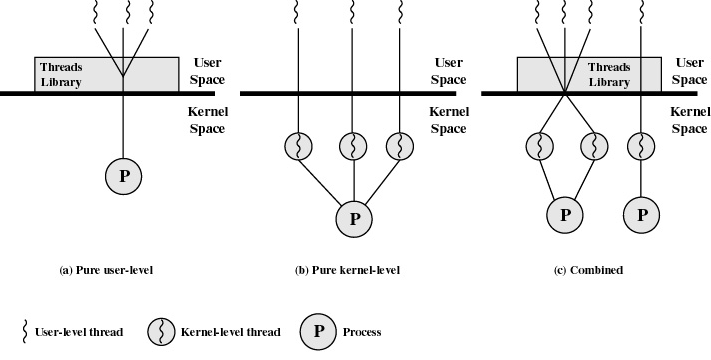 Threads
Library
User
Space
Kernel
Space
P
(a) Pure user-level
User
Space
Kernel
Space
P
(b) Pure kernel-level
Threads
Library
User
Space
Kernel
Space
P
P
(c) Combined
User-level thread
Kernel-level thread
P
Process